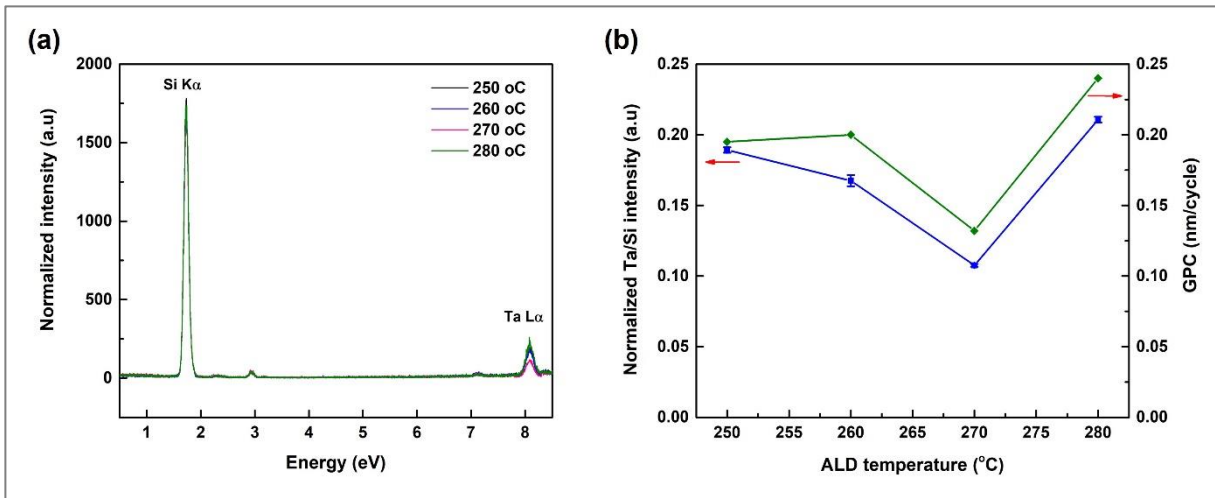 (a)
2000
1500
1000
500
0
Normalized intensity (a.u)
Si Kα
250 oC
260 oC
270 oC
280 oC
Ta Lα
1 2 3 4 5 6 7 8
Energy (eV)
(b)
0.25
0.20
0.15
0.10
0.05
0.00
Normalized Ta/Si intensity (a.u)
0.25
0.20
0.15
0.10
0.05
0.00
GPC (nm/cycle)
250 255 260 265 270 275 280
ALD temperature (°C)